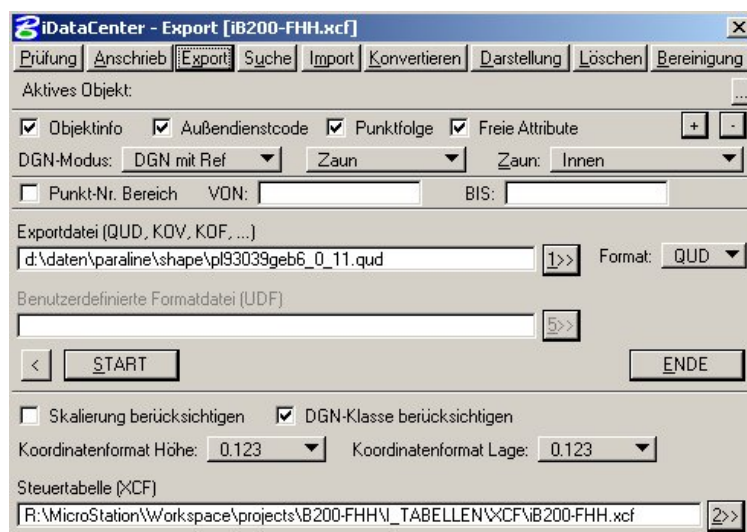 iDataCenter - Export [iB200-FHH.xcf]
Prüfung Anschrieb Export Suche Import Konvertieren Darstellung Löschen Bereinigung
Aktives Objekt: ...
Objektinfo Außendienstcode Punktfolge Freie Attribute + -
DGN-Modus: DGN mit Ref Zaun Zaun: Innen
Punkt-Nr. Bereich VON: BIS:
Exportdatei (QUD, KOV, KOF, ...)
d:\daten\paraline\shape\pl93039geb6_0_11.qud 1>> Format: QUD
Benutzerdefinierte Formatdatei (UDF)
5>>
< START ENDE
Skalierung berücksichtigen DGN-Klasse berücksichtigen
Koordinatenformat Höhe: 0.123 Koordinatenformat Lage: 0.123
Steuertabelle (XCF)
R:\MicroStation\Workspace\projects\B200-FHH\I_TABELLEN\XCF\iB200-FHH.xcf 2>>